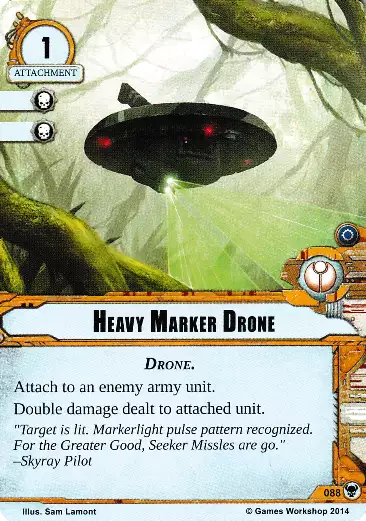 1
ATTACHMENT
HEAVY MARKER DRONE
DRONE.
Attach to an enemy army unit.
Double damage dealt to attached unit.
"Target is lit. Markerlight pulse pattern recognized.
For the Greater Good, Seeker Missles are go."
–Skyray Pilot
088
Illus. Sam Lamont
© Games Workshop 2014